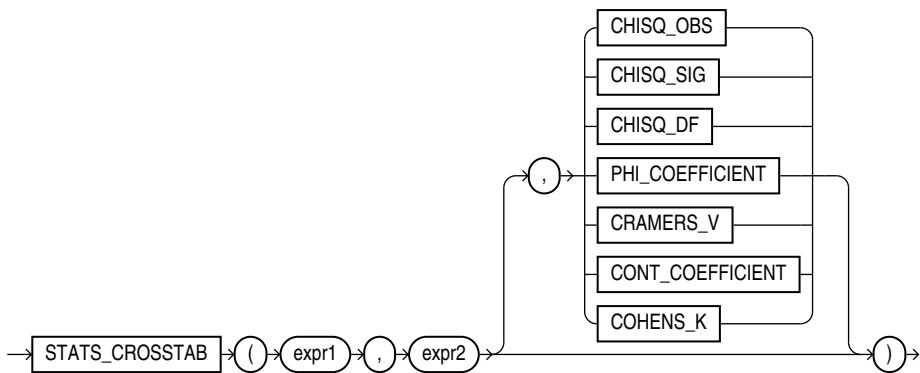 CHISQ_OBS
CHISQ_SIG
CHISQ_DF
, PHI_COEFFICIENT
CRAMERS_V
CONT_COEFFICIENT
COHENS_K
STATS_CROSSTAB ( expr1 , expr2 )